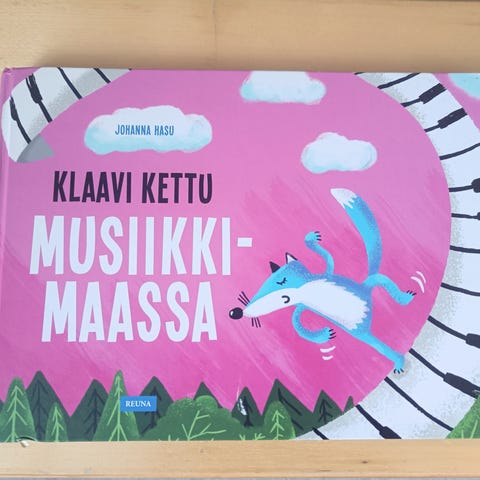 JOHANNA HASU
KLAAVI KETTU
MUSIIKKI-
MAASSA
REUNA